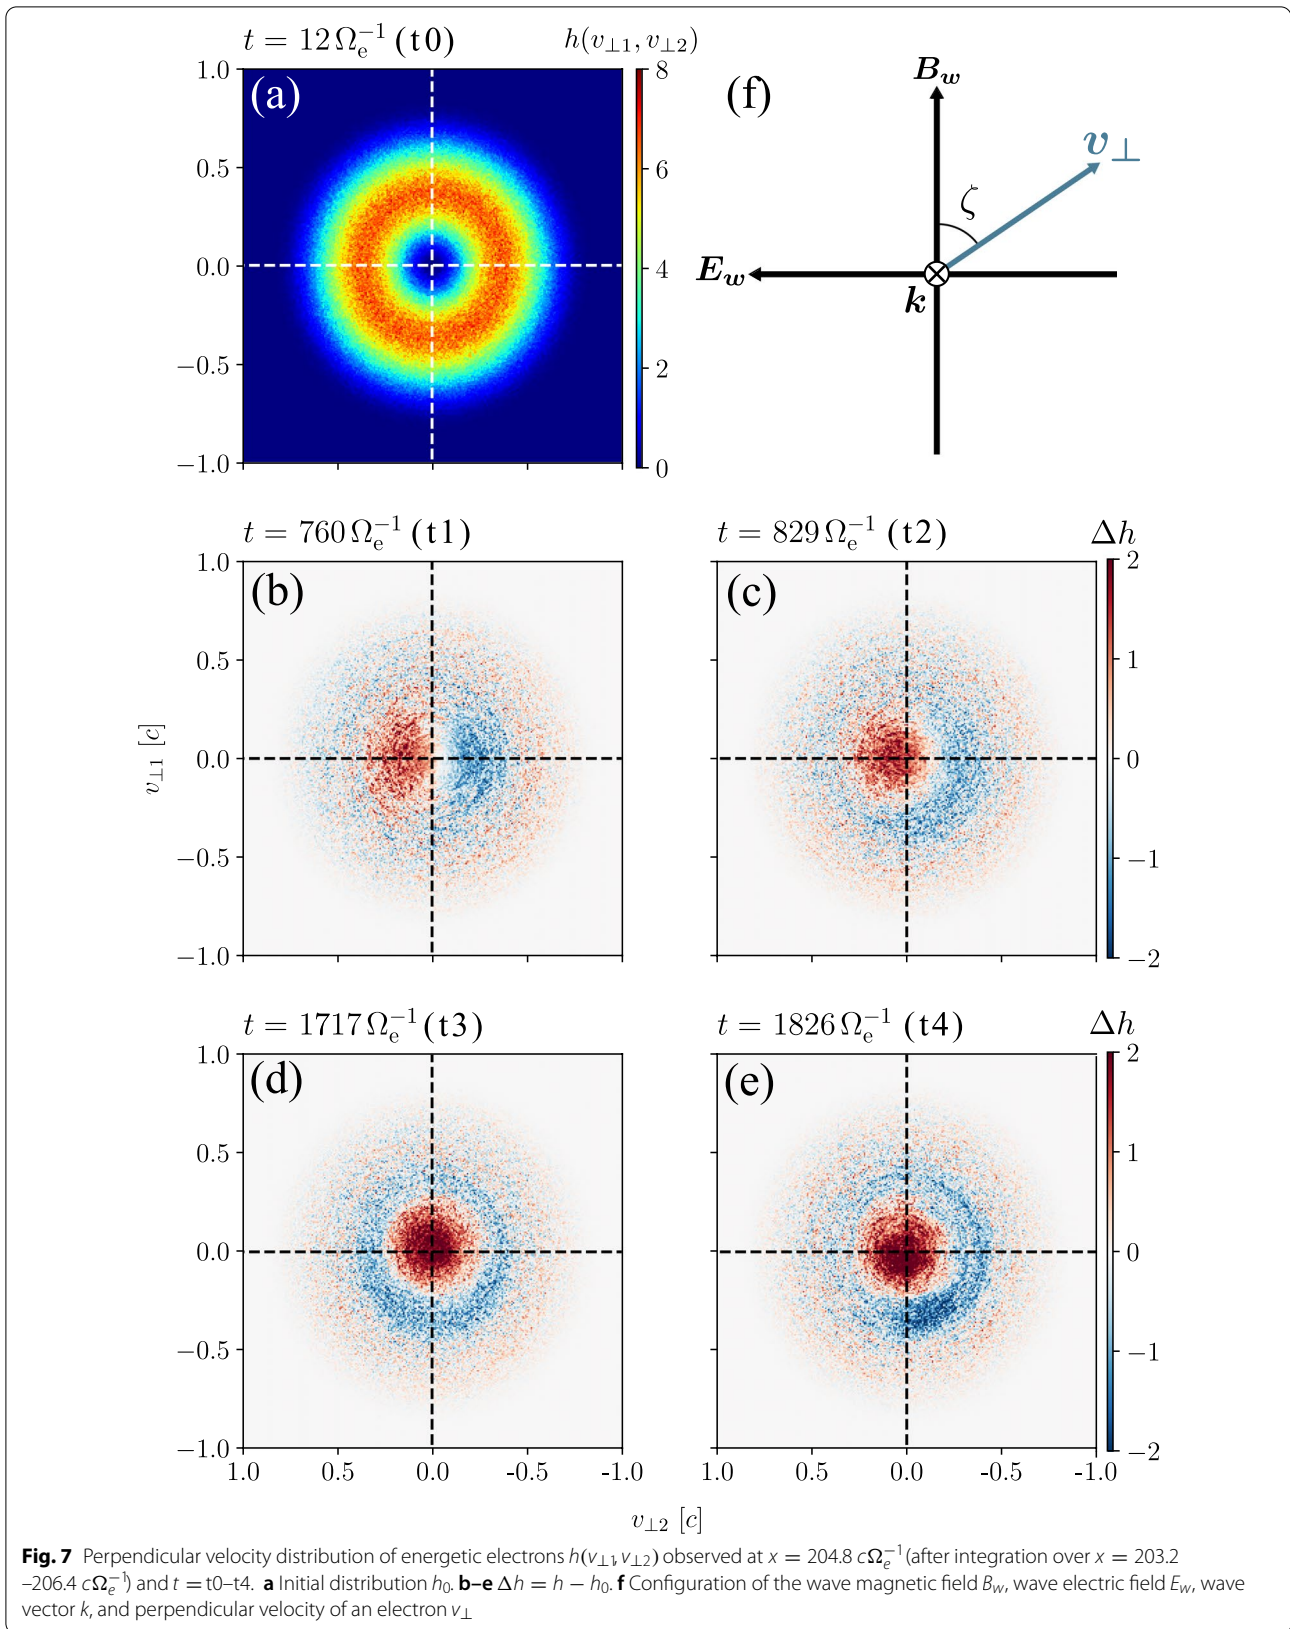 t = 12 Ω_e^{-1} (t0)
h(v_{⊥1}, v_{⊥2})
(a)
1.0
0.5
0.0
−0.5
−1.0
8
6
4
2
0
(f)
B_w
v_⊥
ζ
E_w
k
t = 760 Ω_e^{-1} (t1)
t = 829 Ω_e^{-1} (t2)
Δh
(b)
(c)
1.0
0.5
0.0
−0.5
−1.0
2
1
0
−1
−2
v_{⊥1} [c]
t = 1717 Ω_e^{-1} (t3)
t = 1826 Ω_e^{-1} (t4)
Δh
(d)
(e)
1.0
0.5
0.0
−0.5
−1.0
2
1
0
−1
−2
1.0 0.5 0.0 -0.5 -1.0
1.0 0.5 0.0 -0.5 -1.0
v_{⊥2} [c]
Fig. 7 Perpendicular velocity distribution of energetic electrons h(v_{⊥1}, v_{⊥2}) observed at x = 204.8 cΩ_e^{-1} (after integration over x = 203.2
–206.4 cΩ_e^{-1}) and t = t0–t4. a Initial distribution h_0. b–e Δh = h − h_0. f Configuration of the wave magnetic field B_w, wave electric field E_w, wave
vector k, and perpendicular velocity of an electron v_⊥